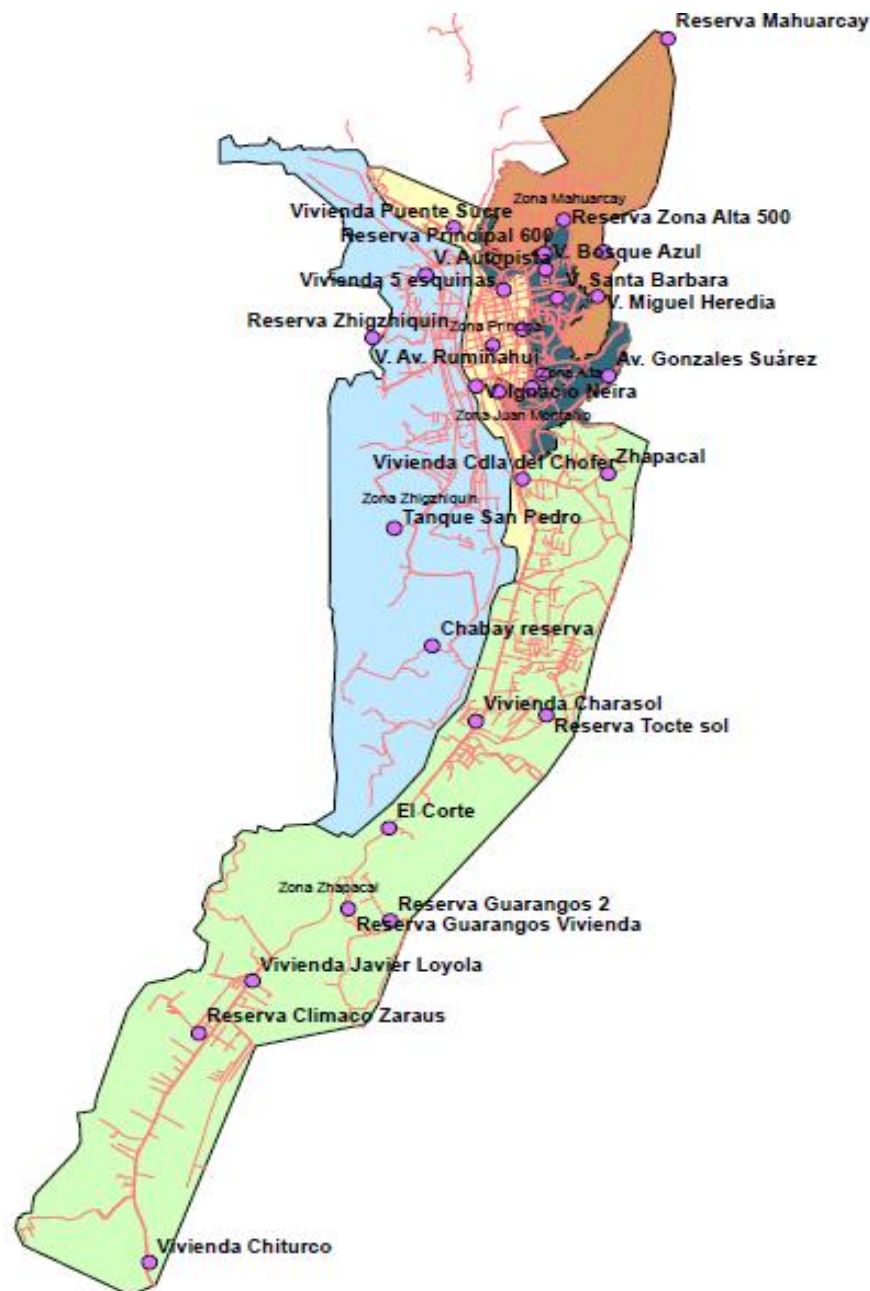 Reserva Mahuarcay
Zona Mahuarcay
Vivienda Puente Sucre
Reserva Zona Alta 500
Reserva Principal 600
V. Autopista
V. Bosque Azul
Vivienda 5 esquinas
V. Santa Barbara
V. Miguel Heredia
Reserva Zhigzhiquin
Zona Principal
V. Av. Ruminahui
Zona Alta
Av. Gonzales Suárez
V. Ignacio Neira
Zona Juan Montalvo
Vivienda Cdla del Chofer
Zhapacal
Zona Zhigzhiquin
Tanque San Pedro
Chabay reserva
Vivienda Charasol
Reserva Tocte sol
El Corte
Zona Zhapacal
Reserva Guarangos 2
Reserva Guarangos Vivienda
Vivienda Javier Loyola
Reserva Climaco Zaraus
Vivienda Chiturco